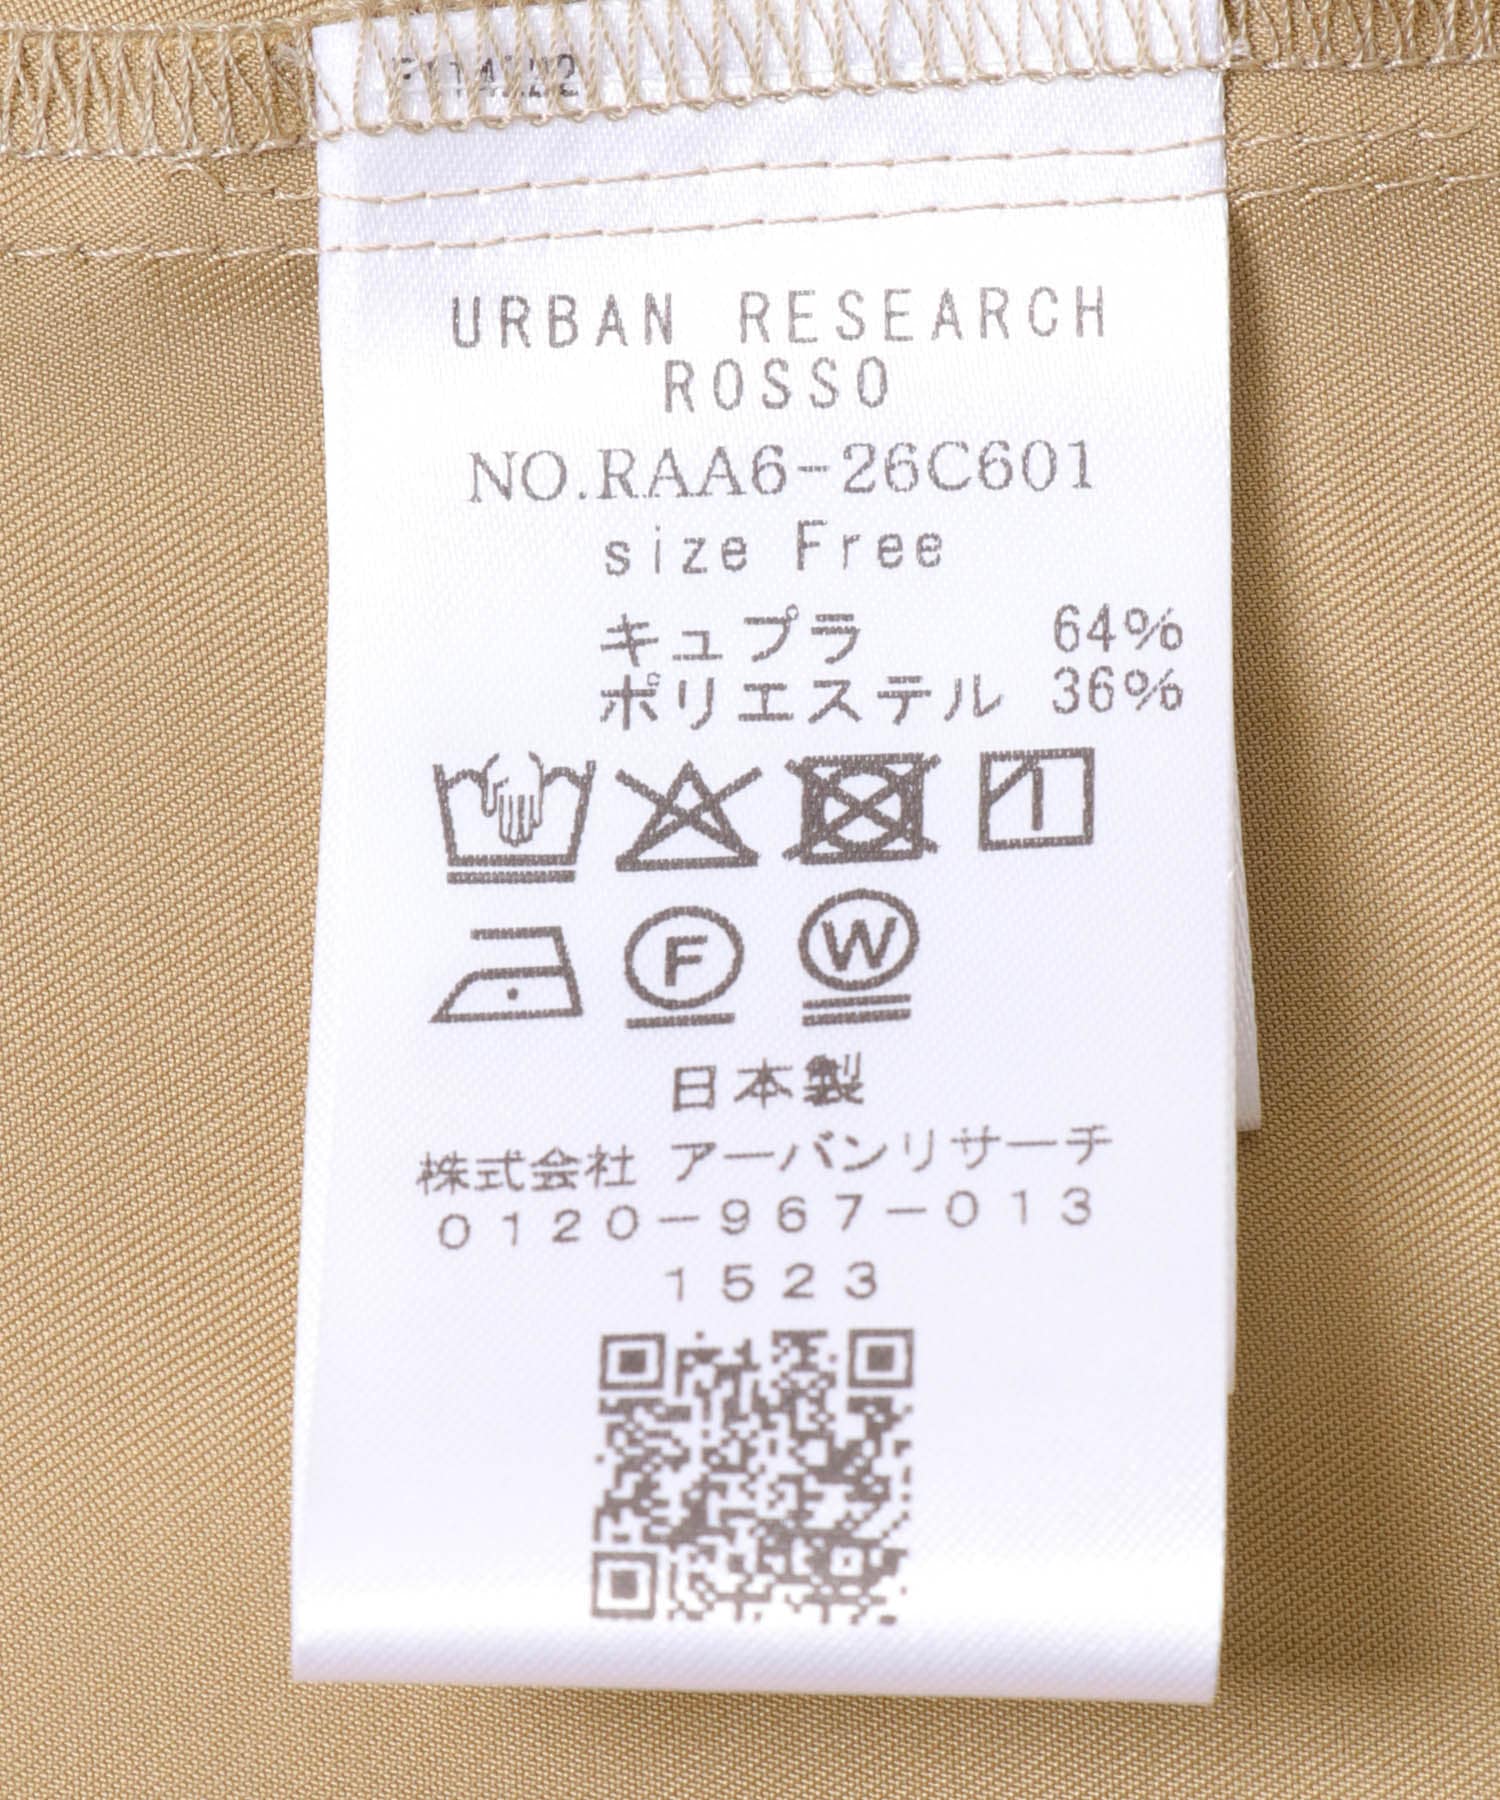 URBAN RESEARCH
ROSSO
NO.RAA6-26C601
size Free
キュプラ 64%
ポリエステル 36%
F W
日本製
株式会社 アーバンリサーチ
0120-967-013
1523